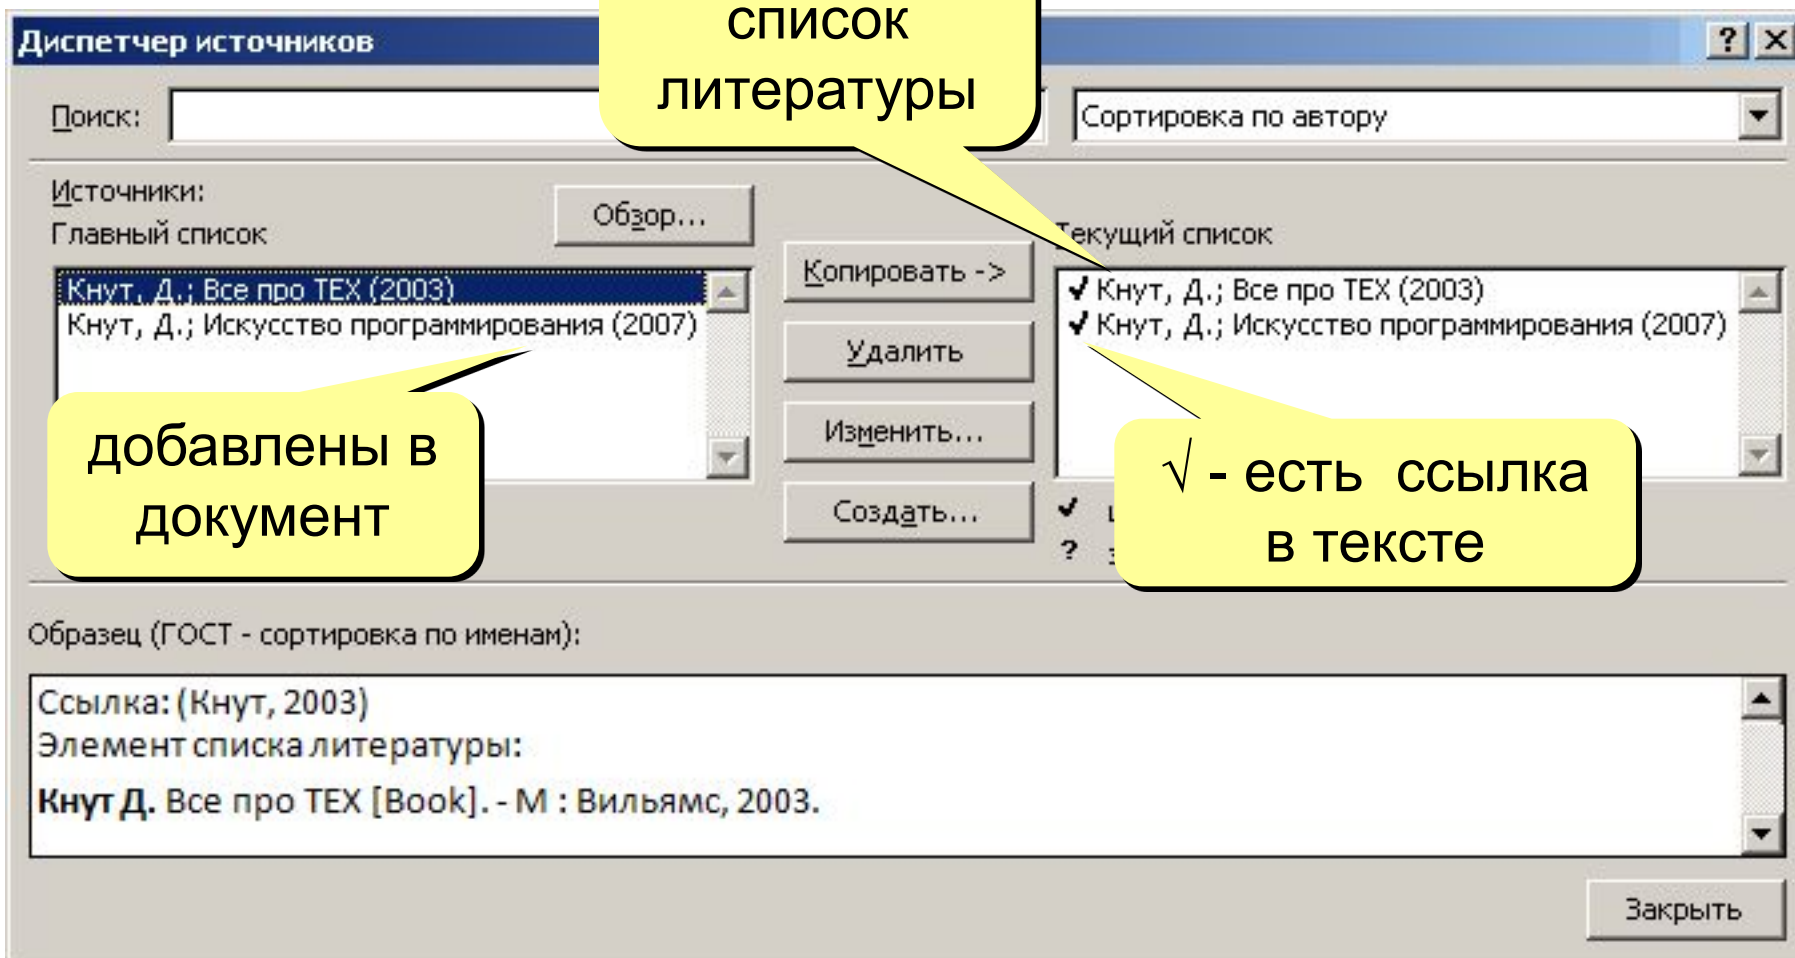 список
литературы
Диспетчер источников
Поиск:
Сортировка по автору
Источники:
Главный список
Обзор...
Текущий список
Кнут, Д.; Все про TEX (2003)
Кнут, Д.; Искусство программирования (2007)
Копировать ->
Удалить
Изменить...
Создать...
✓ Кнут, Д.; Все про TEX (2003)
✓ Кнут, Д.; Искусство программирования (2007)
добавлены в
документ
√ - есть ссылка
в тексте
✓
?
Образец (ГОСТ - сортировка по именам):
Ссылка: (Кнут, 2003)
Элемент списка литературы:
Кнут Д. Все про TEX [Book]. - М : Вильямс, 2003.
Закрыть